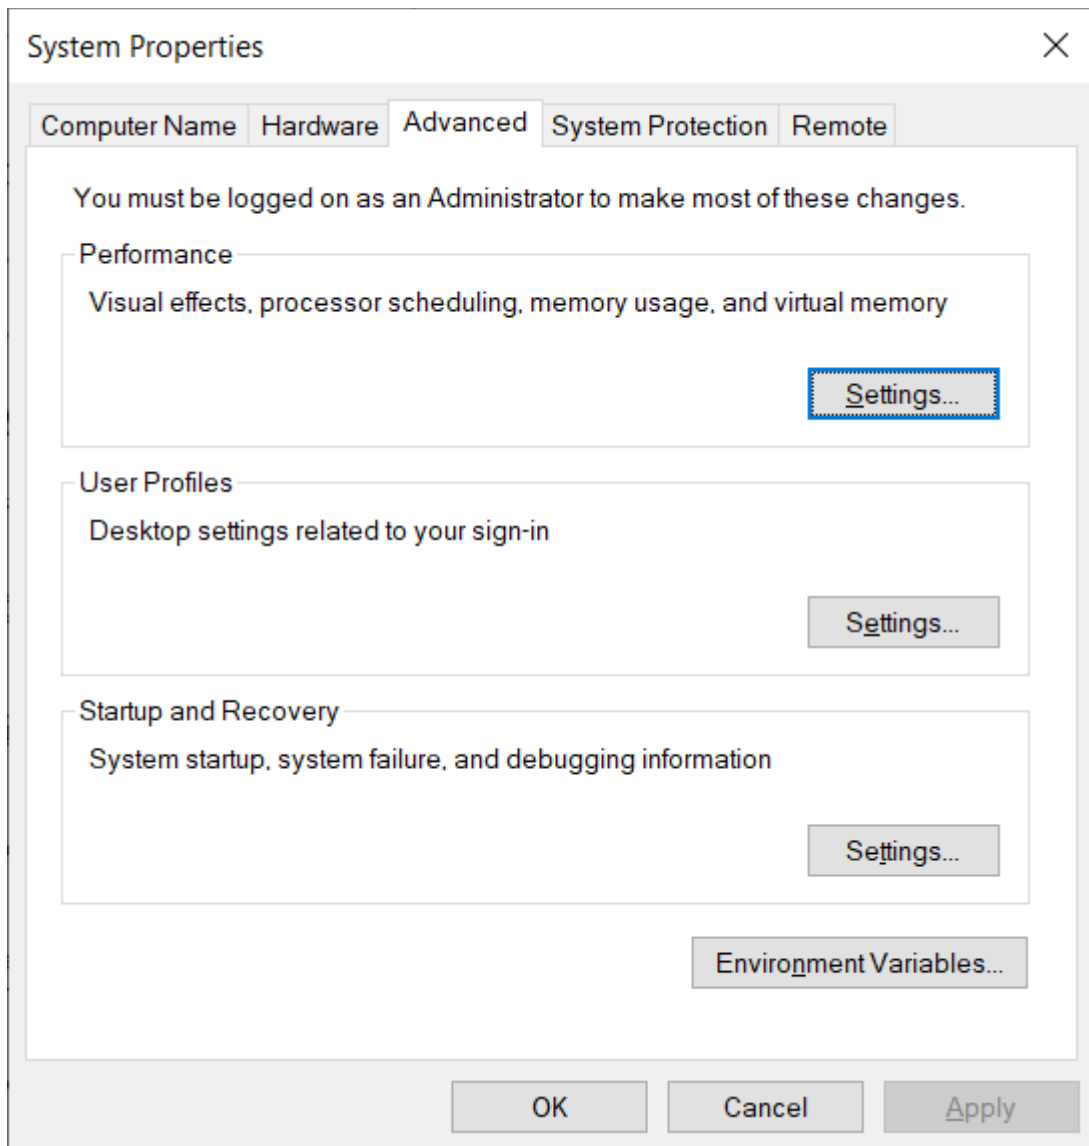 System Properties
Computer Name Hardware Advanced System Protection Remote
You must be logged on as an Administrator to make most of these changes.
Performance
Visual effects, processor scheduling, memory usage, and virtual memory
Settings...
User Profiles
Desktop settings related to your sign-in
Settings...
Startup and Recovery
System startup, system failure, and debugging information
Settings...
Environment Variables...
OK Cancel Apply